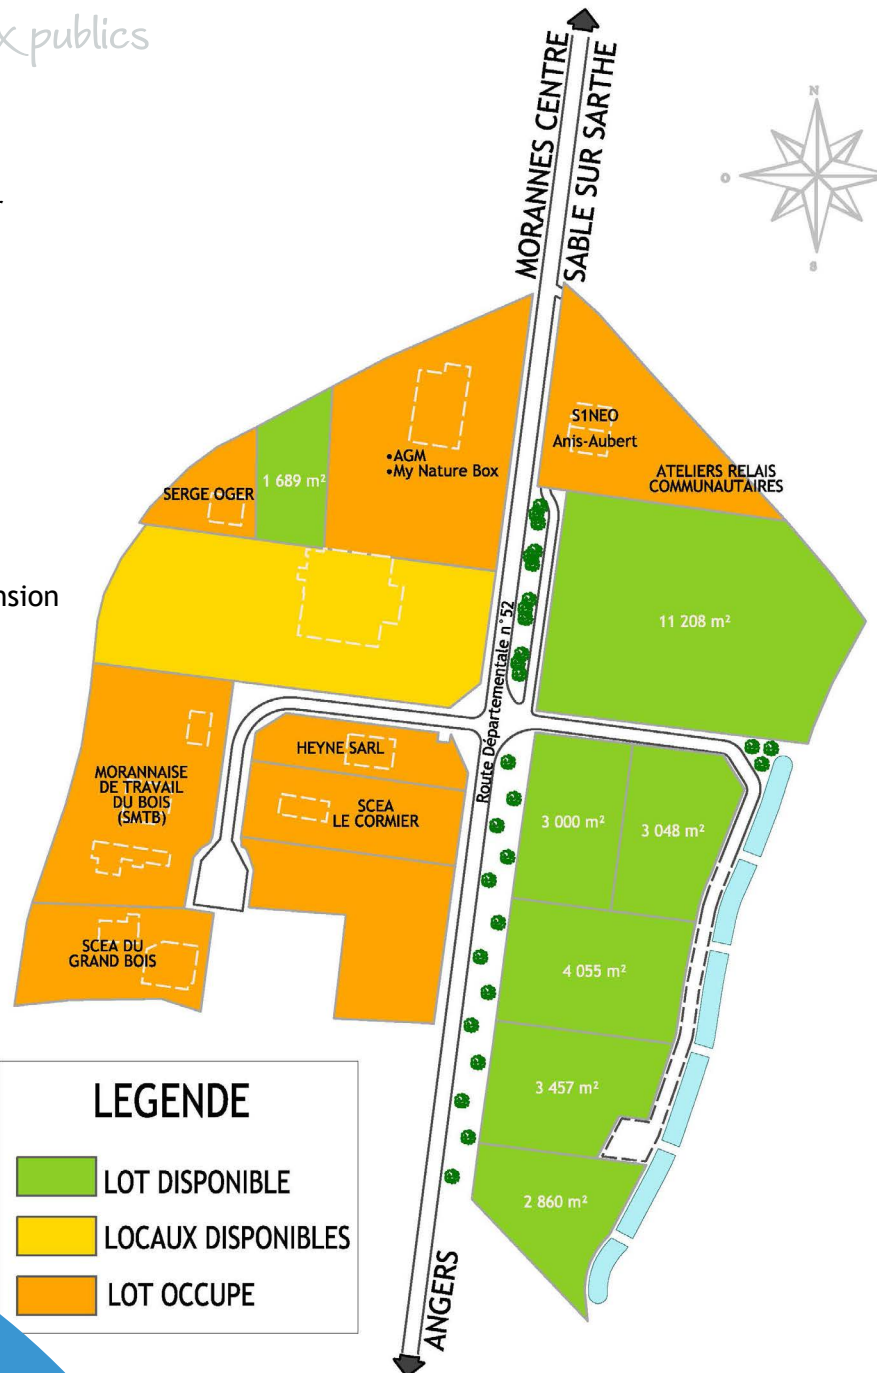 x publics
MORANNES CENTRE
SABLE SUR SARTHE
N
O
S
S1NEO
Anis-Aubert
ATELIERS RELAIS
COMMUNAUTAIRES
•AGM
•My Nature Box
SERGE OGER
1 689 m²
nsion
11 208 m²
Route Départementale n°52
HEYNE SARL
MORANNAISE
DE TRAVAIL
DU BOIS
(SMTB)
SCEA
LE CORMIER
3 000 m²
3 048 m²
SCEA DU
GRAND BOIS
4 055 m²
3 457 m²
2 860 m²
LEGENDE
LOT DISPONIBLE
LOCAUX DISPONIBLES
LOT OCCUPE
ANGERS